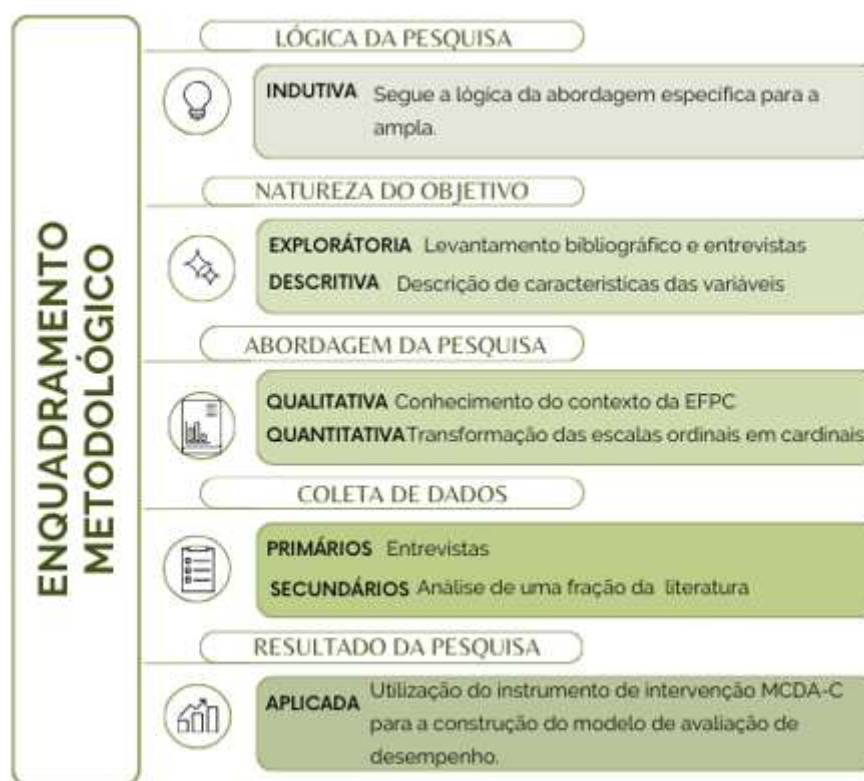 ENQUADRAMENTO
METODOLÓGICO
LÓGICA DA PESQUISA
INDUTIVA Segue a lógica da abordagem específica para a
ampla.
NATUREZA DO OBJETIVO
EXPLORÁTORIA Levantamento bibliográfico e entrevistas
DESCRITIVA Descrição de características das variáveis
ABORDAGEM DA PESQUISA
QUALITATIVA Conhecimento do contexto da EFPC
QUANTITATIVA Transformação das escalas ordinais em cardinais
COLETA DE DADOS
PRIMÁRIOS Entrevistas
SECUNDÁRIOS Análise de uma fração da literatura
RESULTADO DA PESQUISA
APLICADA Utilização do instrumento de intervenção MCDA-C
para a construção do modelo de avaliação de
desempenho.